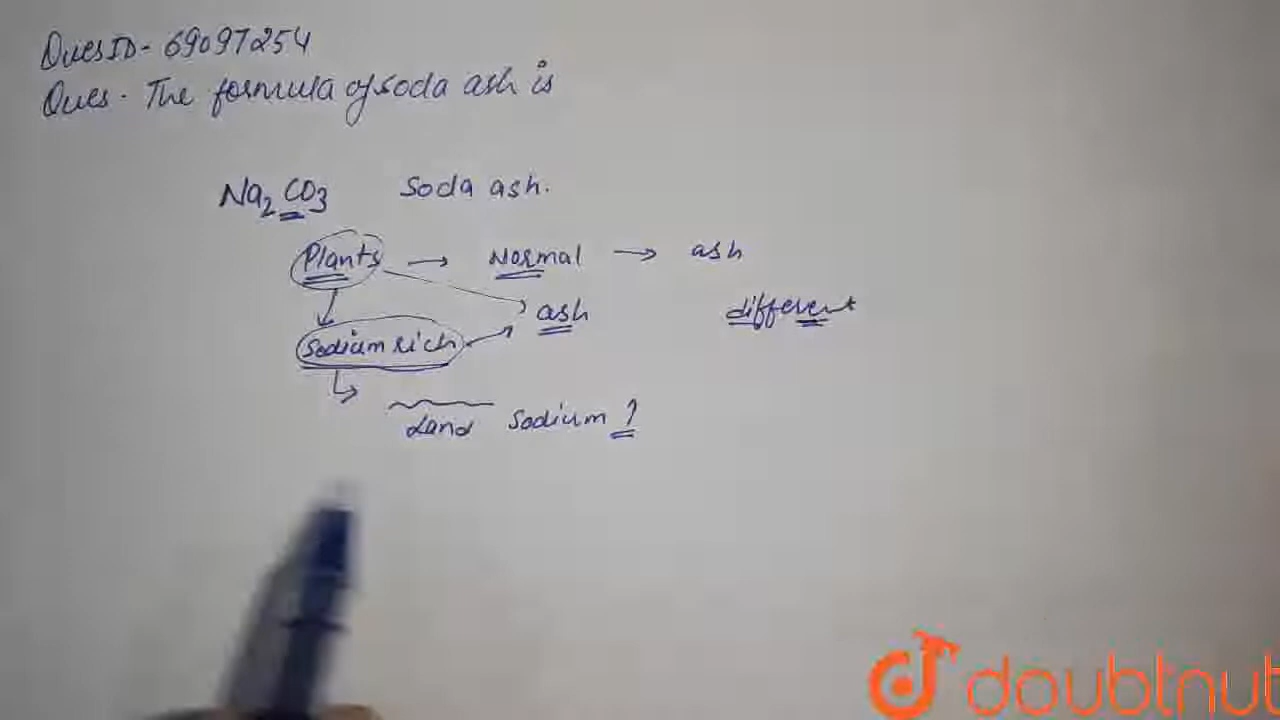 QuesID- 69097254
Ques. The formula of soda ash is
Na2CO3 Soda ash.
Plants → Normal → ash
ash different
Sodium rich
Land Sodium ?
doubtnut